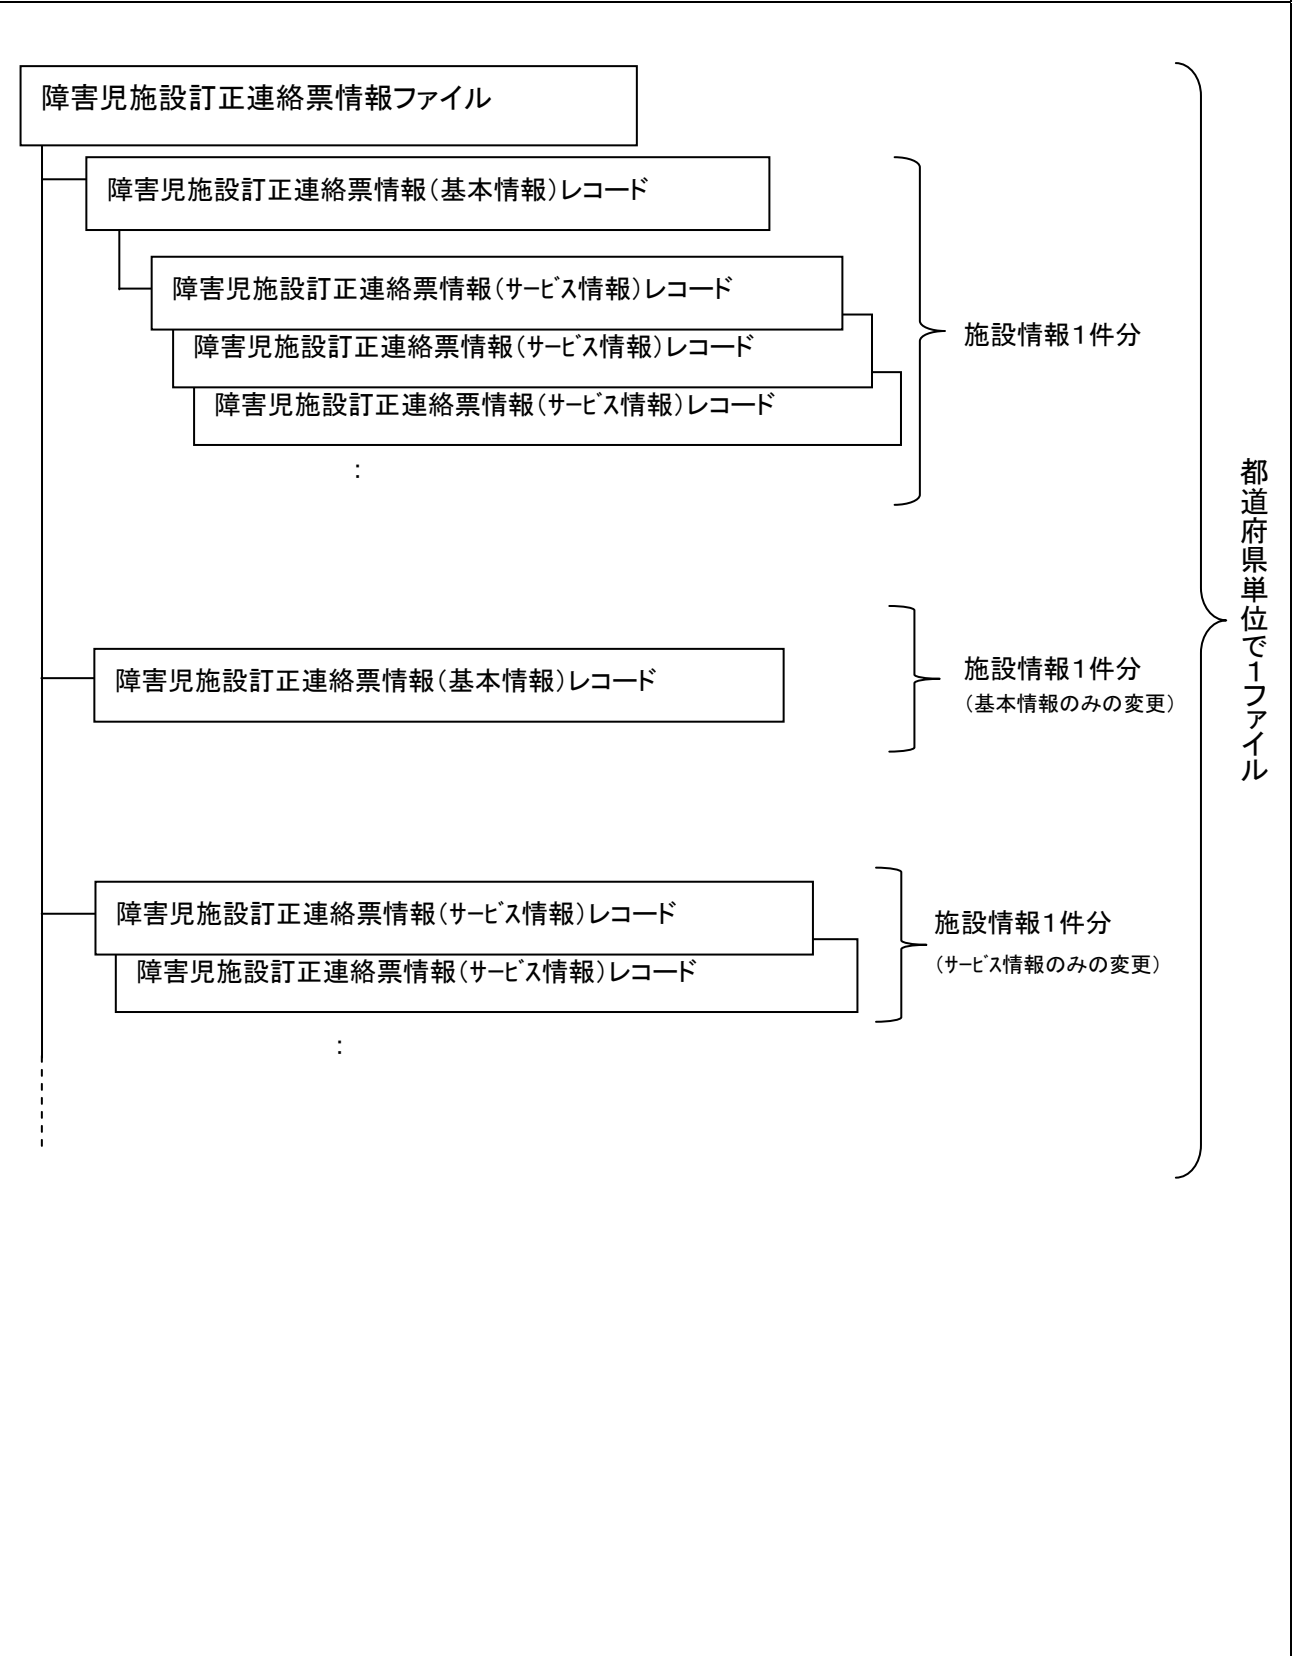 障害児施設訂正連絡票情報ファイル
障害児施設訂正連絡票情報（基本情報）レコード
障害児施設訂正連絡票情報（ｻｰﾋﾞｽ情報）レコード
障害児施設訂正連絡票情報（ｻｰﾋﾞｽ情報）レコード
障害児施設訂正連絡票情報（ｻｰﾋﾞｽ情報）レコード
：
施設情報１件分
障害児施設訂正連絡票情報（基本情報）レコード
施設情報１件分
（基本情報のみの変更）
障害児施設訂正連絡票情報（ｻｰﾋﾞｽ情報）レコード
障害児施設訂正連絡票情報（ｻｰﾋﾞｽ情報）レコード
：
施設情報１件分
（ｻｰﾋﾞｽ情報のみの変更）
都道府県単位で１ファイル